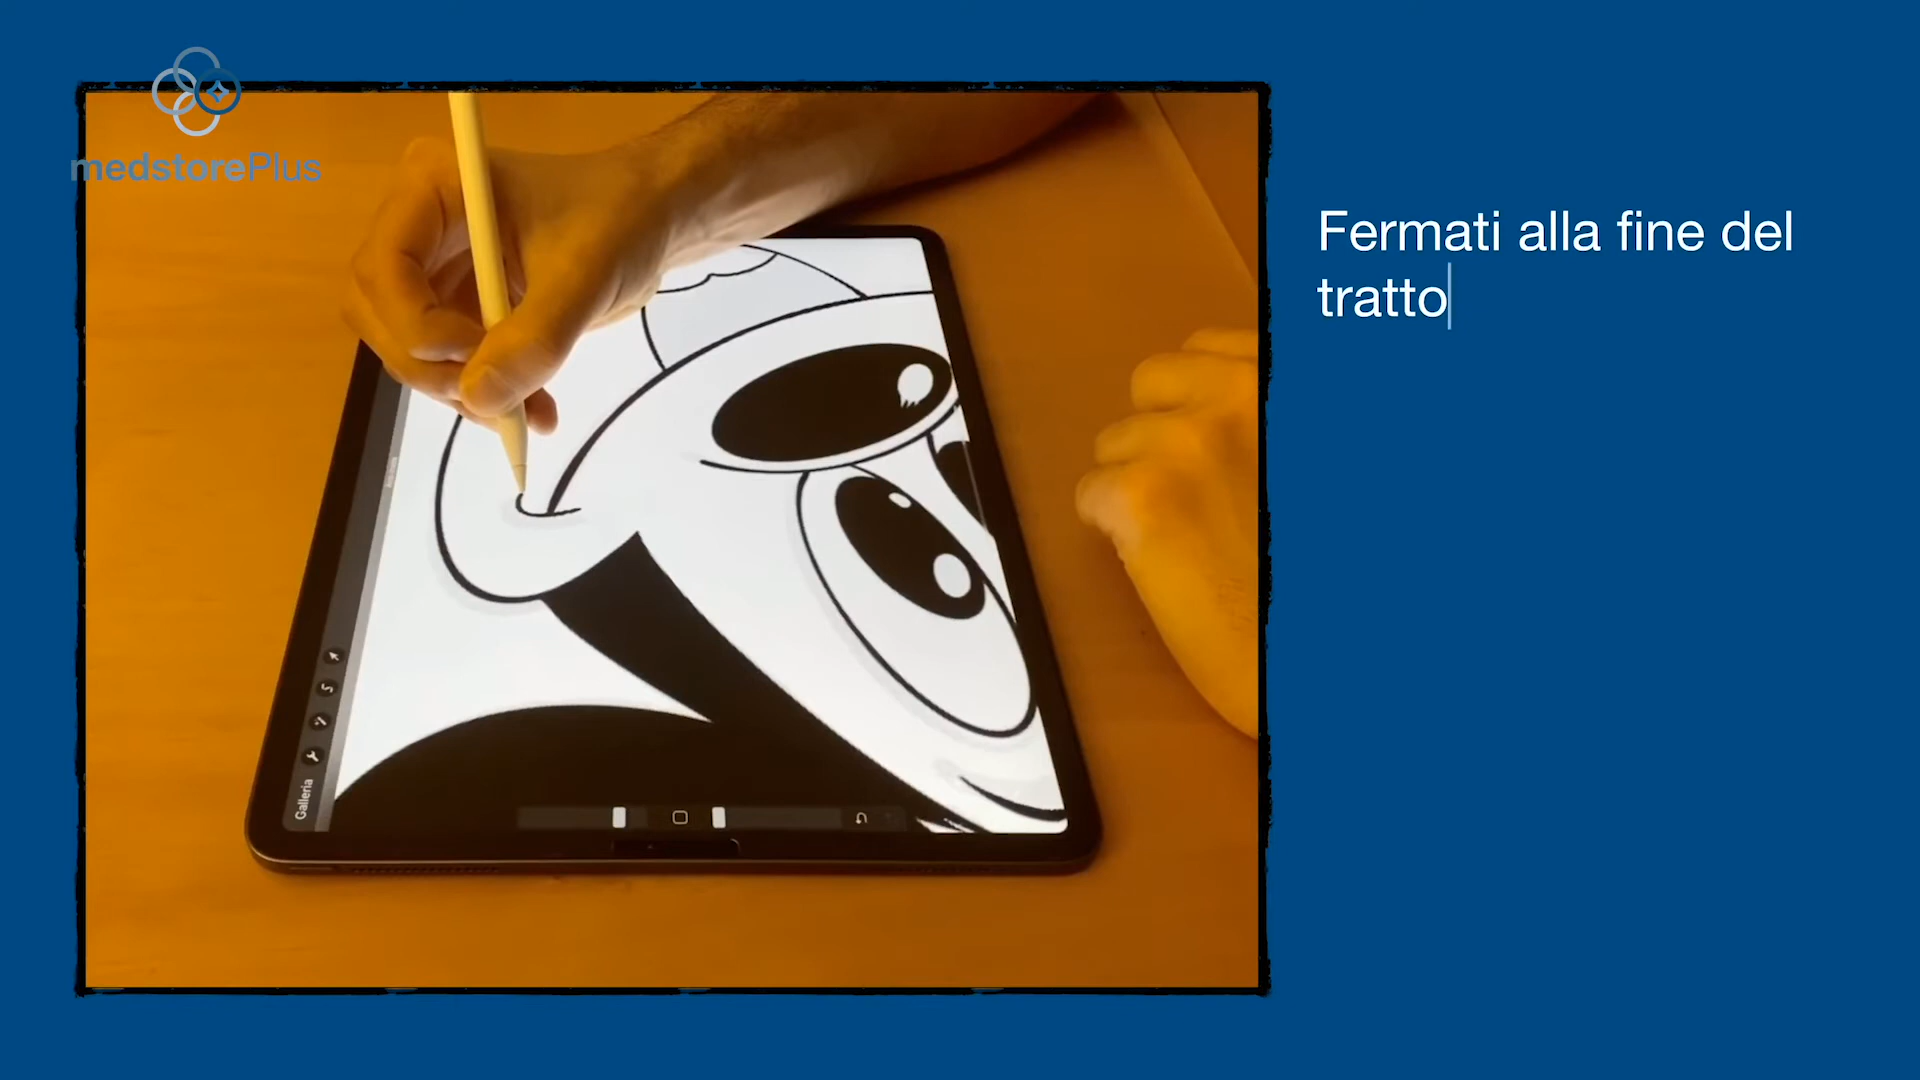 medstorePlus
Fermati alla fine del
tratto
Galleria